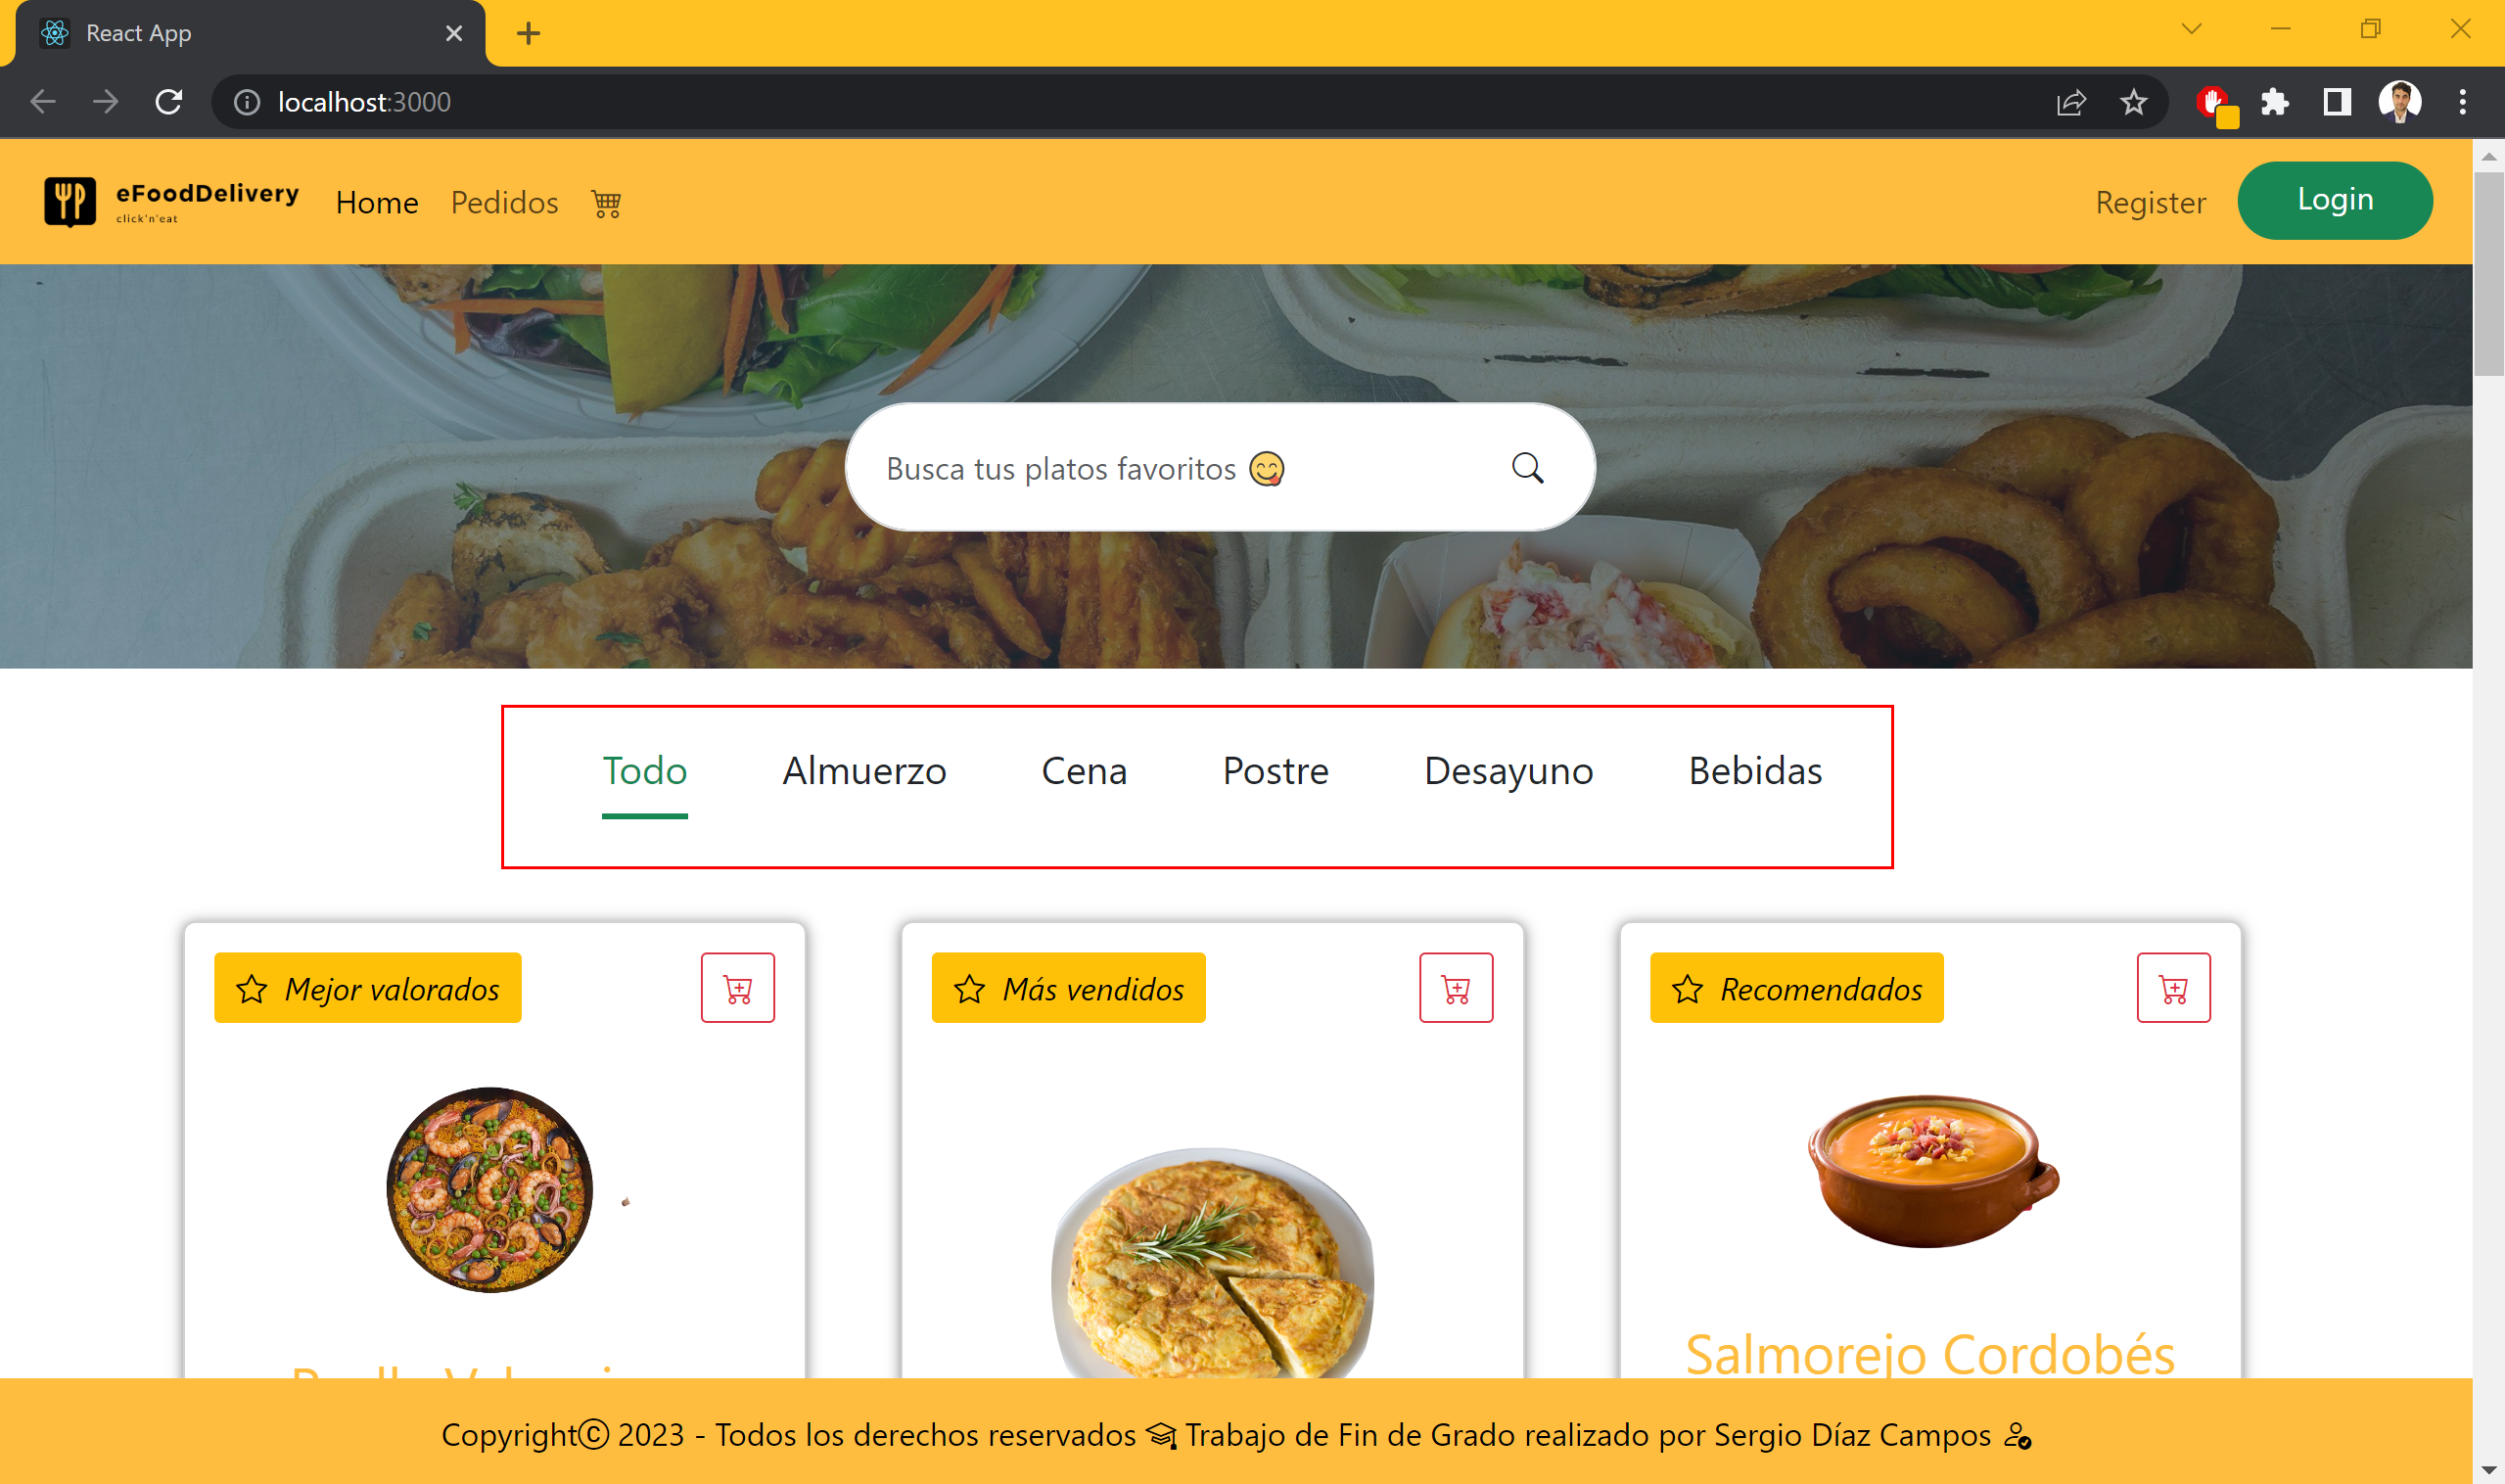 React App
localhost:3000
eFoodDelivery
click'n'eat
Home
Pedidos
Register
Login
Busca tus platos favoritos 😋
Todo
Almuerzo
Cena
Postre
Desayuno
Bebidas
Mejor valorados
Más vendidos
Recomendados
Salmorejo Cordobés
Copyright© 2023 - Todos los derechos reservados Trabajo de Fin de Grado realizado por Sergio Díaz Campos